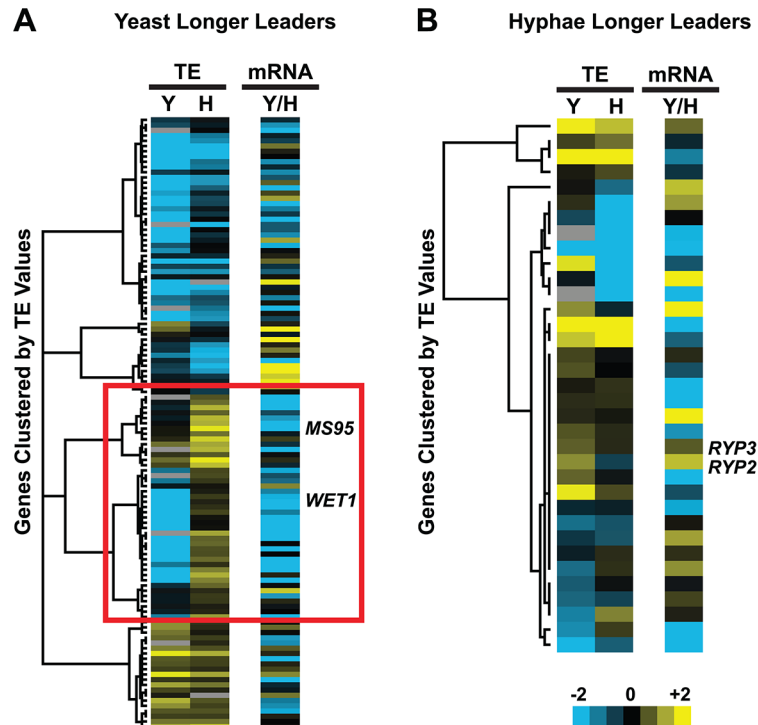 A Yeast Longer Leaders
TE mRNA
Y H Y/H
Genes Clustered by TE Values
MS95
WET1
B Hyphae Longer Leaders
TE mRNA
Y H Y/H
Genes Clustered by TE Values
RYP3
RYP2
-2 0 +2